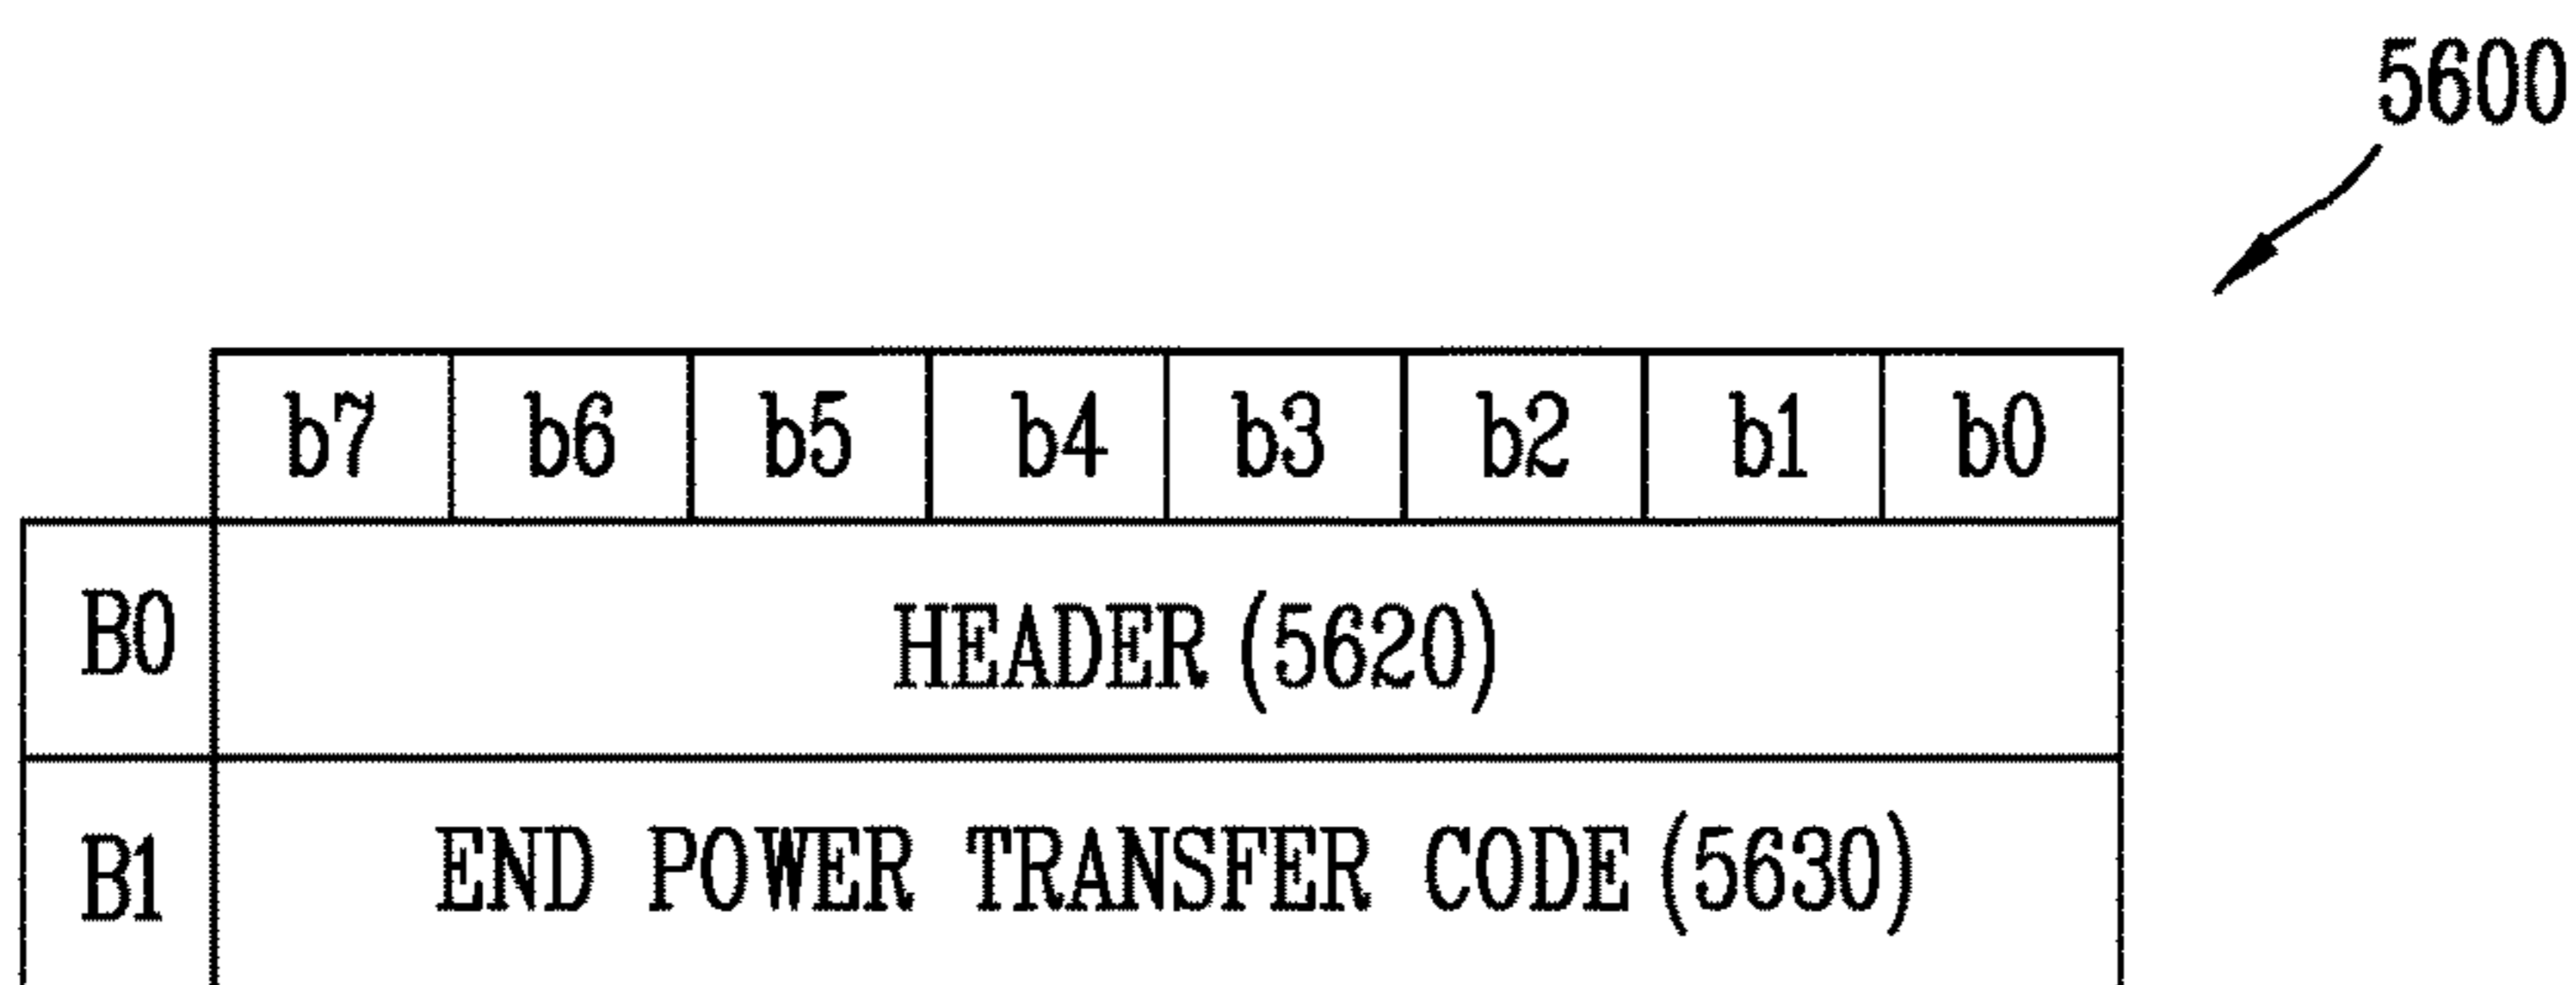 5600
b7 b6 b5 b4 b3 b2 b1 b0
B0 HEADER (5620)
B1 END POWER TRANSFER CODE (5630)